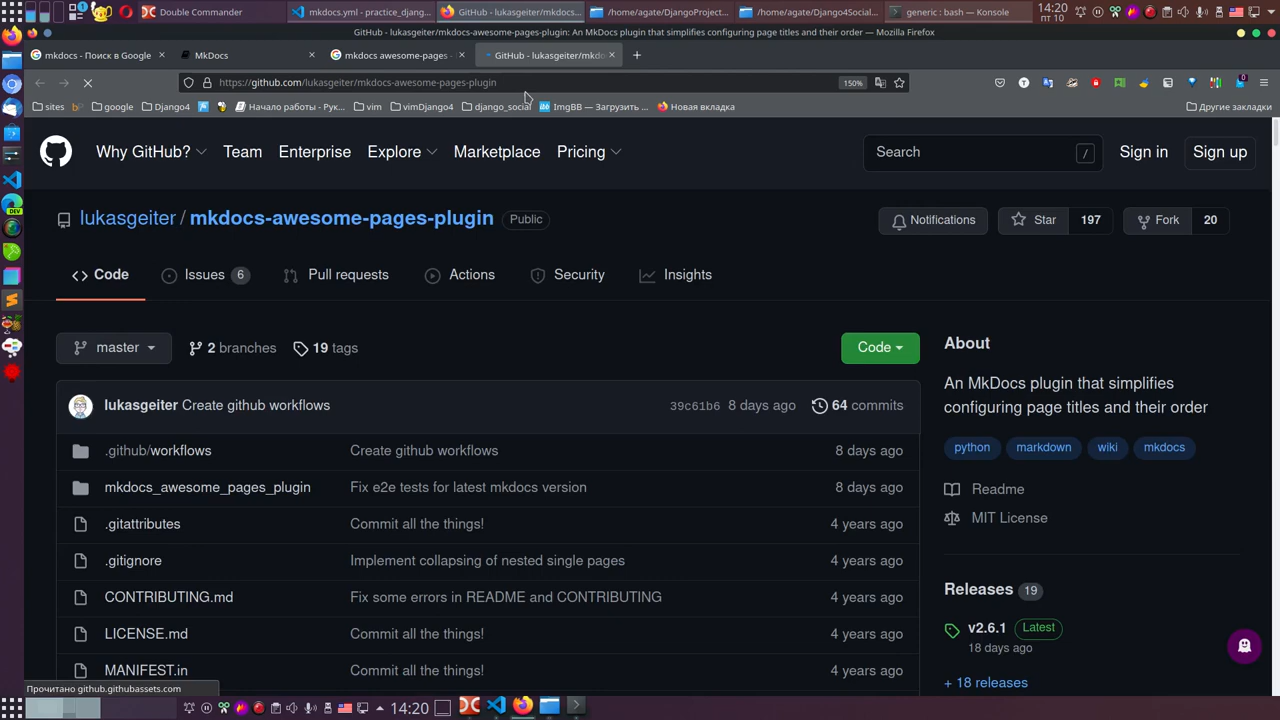 Double Commander
mkdocs.yml - practice_djang...
GitHub - lukasgeiter/mkdocs...
/home/agate/DjangoProject...
/home/agate/Django4Social...
generic : bash — Konsole
14:20
пт 10
GitHub - lukasgeiter/mkdocs-awesome-pages-plugin: An MkDocs plugin that simplifies configuring page titles and their order — Mozilla Firefox
mkdocs - Поиск в Google
MkDocs
mkdocs awesome-pages -
GitHub - lukasgeiter/mkdo
https://github.com/lukasgeiter/mkdocs-awesome-pages-plugin
150%
sites
google
Django4
Начало работы - Рук...
vim
vimDjango4
django_social
ImgBB — Загрузить ...
Новая вкладка
Другие закладки
Why GitHub?
Team
Enterprise
Explore
Marketplace
Pricing
Search
/
Sign in
Sign up
lukasgeiter / mkdocs-awesome-pages-plugin
Public
Notifications
Star
197
Fork
20
Code
Issues 6
Pull requests
Actions
Security
Insights
master
2 branches
19 tags
Code
About
An MkDocs plugin that simplifies
configuring page titles and their order
python
markdown
wiki
mkdocs
Readme
MIT License
Releases 19
v2.6.1
Latest
18 days ago
+ 18 releases
lukasgeiter Create github workflows
39c61b6 8 days ago
64 commits
.github/workflows
Create github workflows
8 days ago
mkdocs_awesome_pages_plugin
Fix e2e tests for latest mkdocs version
8 days ago
.gitattributes
Commit all the things!
4 years ago
.gitignore
Implement collapsing of nested single pages
4 years ago
CONTRIBUTING.md
Fix some errors in README and CONTRIBUTING
4 years ago
LICENSE.md
Commit all the things!
4 years ago
MANIFEST.in
Commit all the things!
4 years ago
Прочитано github.githubassets.com
14:20